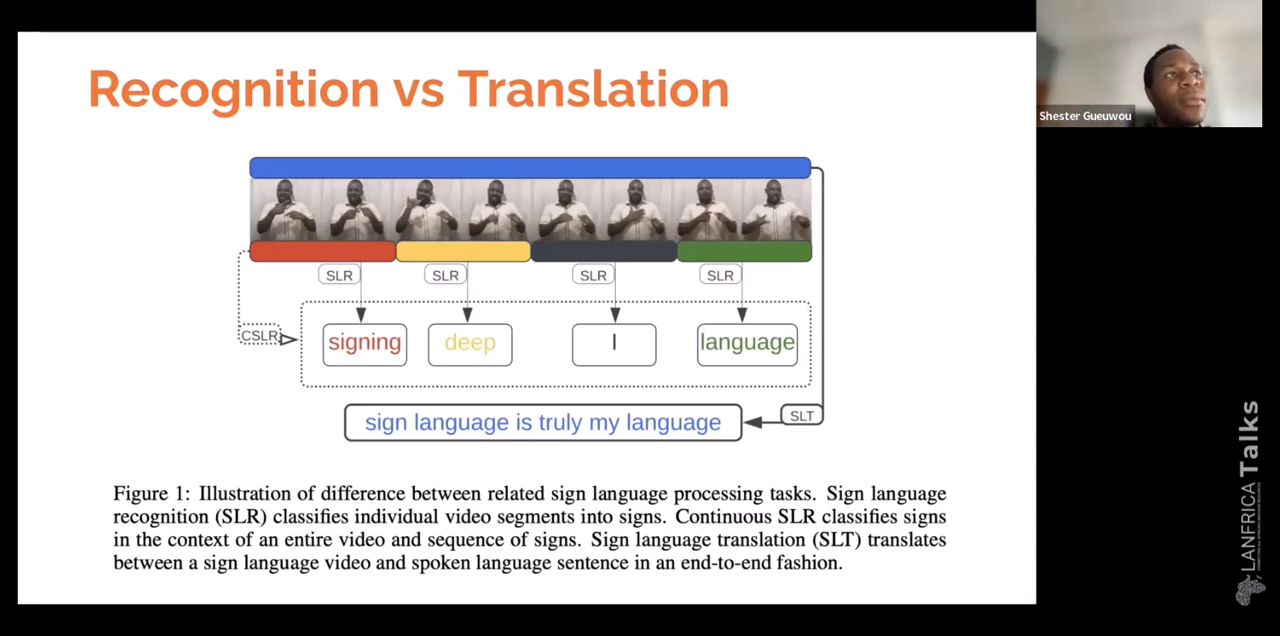 Recognition vs Translation
Shester Gueuwou
SLR
SLR
SLR
SLR
CSLR
signing
deep
I
language
sign language is truly my language
SLT
Figure 1: Illustration of difference between related sign language processing tasks. Sign language
recognition (SLR) classifies individual video segments into signs. Continuous SLR classifies signs
in the context of an entire video and sequence of signs. Sign language translation (SLT) translates
between a sign language video and spoken language sentence in an end-to-end fashion.
LANFRICA Talks